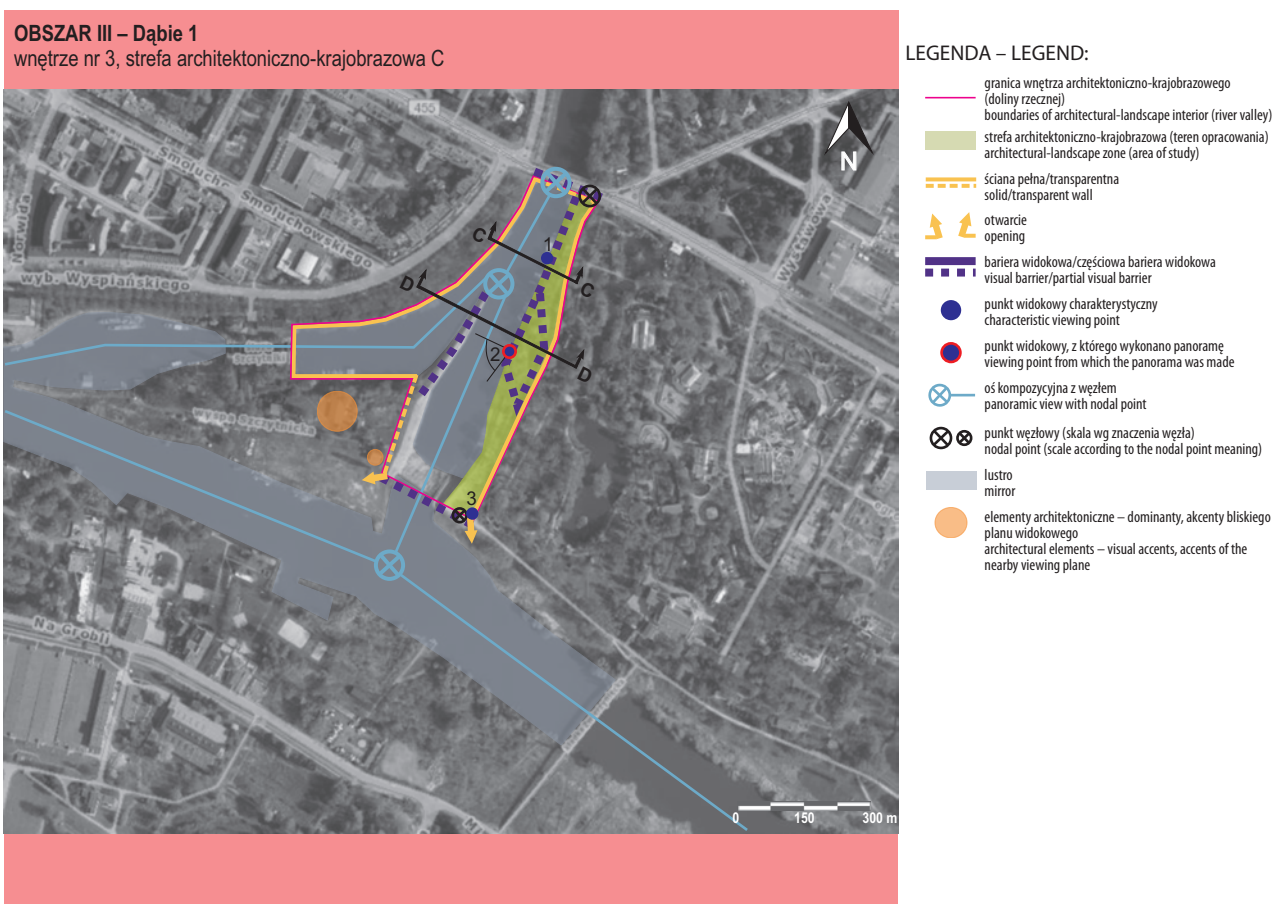 OBSZAR III – Dąbie 1
wnętrze nr 3, strefa architektoniczno-krajobrazowa C
455
Smoluchowskiego
Norwida
wyb. Wyspiańskiego
Wystawowa
wyspa Szczytnicka
Na Grobli
N
C
C
D
D
1
2
3
0
150
300 m
LEGENDA – LEGEND:
granica wnętrza architektoniczno-krajobrazowego
(doliny rzecznej)
boundaries of architectural-landscape interior (river valley)
strefa architektoniczno-krajobrazowa (teren opracowania)
architectural-landscape zone (area of study)
ściana pełna/transparentna
solid/transparent wall
otwarcie
opening
bariera widokowa/częściowa bariera widokowa
visual barrier/partial visual barrier
punkt widokowy charakterystyczny
characteristic viewing point
punkt widokowy, z którego wykonano panoramę
viewing point from which the panorama was made
oś kompozycyjna z węzłem
panoramic view with nodal point
punkt węzłowy (skala wg znaczenia węzła)
nodal point (scale according to the nodal point meaning)
lustro
mirror
elementy architektoniczne – dominanty, akcenty bliskiego
planu widokowego
architectural elements – visual accents, accents of the
nearby viewing plane